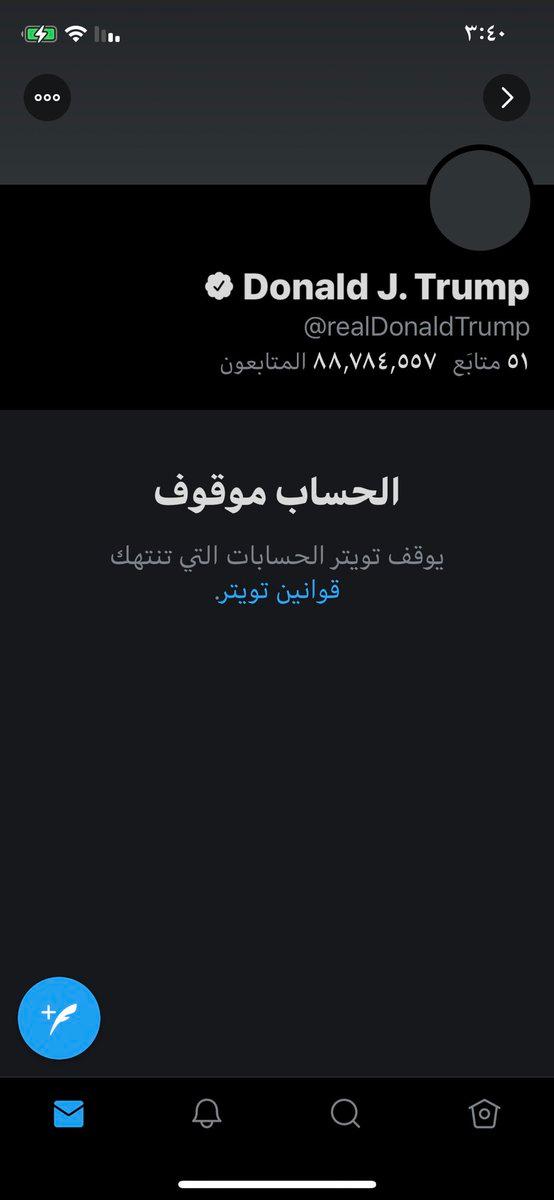 ٣:٤٠
Donald J. Trump
@realDonaldTrump
٥١ متابَع ٨٨,٧٨٤,٥٥٧ المتابعون
الحساب موقوف
يوقف تويتر الحسابات التي تنتهك
قوانين تويتر.